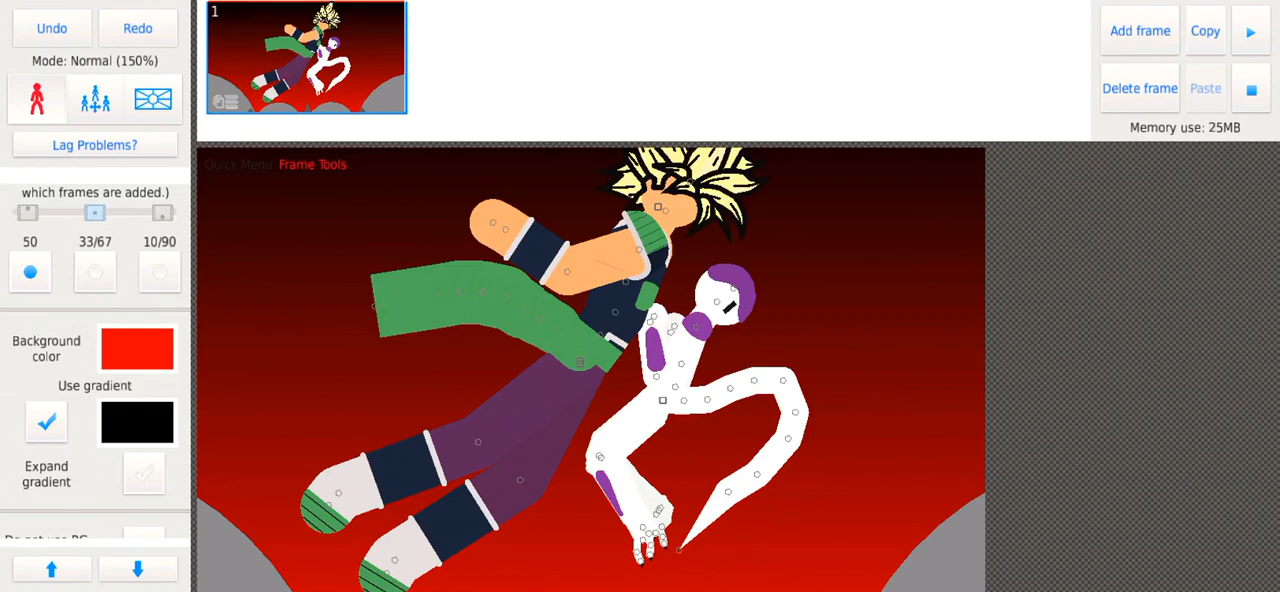 Undo
Redo
Mode: Normal (150%)
Lag Problems?
which frames are added.)
50
33/67
10/90
Background
color
Use gradient
Expand
gradient
1
Quick Menu
Frame Tools
Add frame
Copy
Delete frame
Paste
Memory use: 25MB